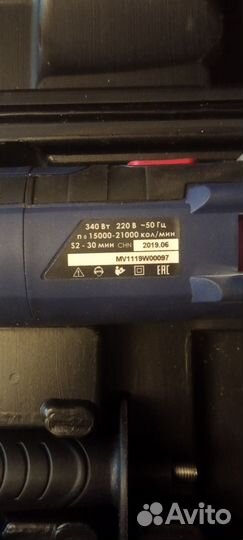 340 Вт 220 В ~50 Гц
n₀ 15000-21000 кол/мин
S2 - 30 мин CHN 2019.06
MV1119W00097
EAC
Avito